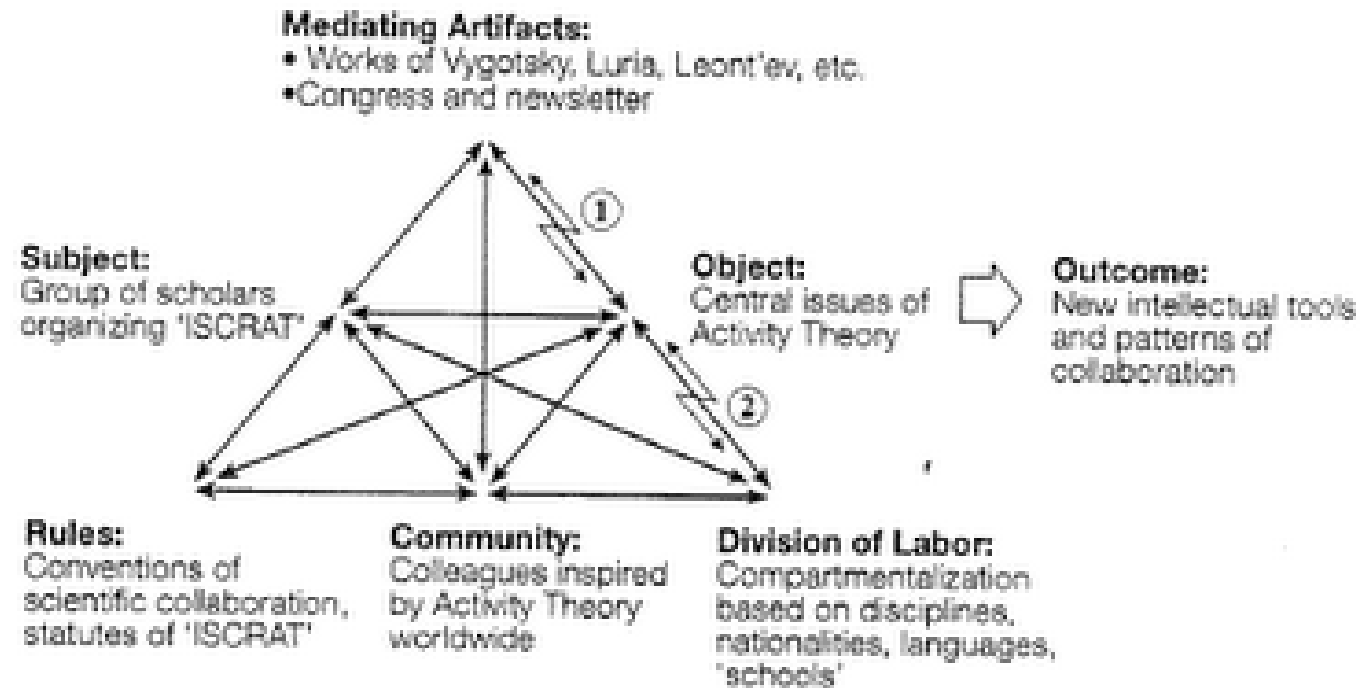 Mediating Artifacts:
• Works of Vygotsky, Luria, Leont'ev, etc.
•Congress and newsletter
①
Subject:
Group of scholars
organizing 'ISCRAT'
Object:
Central issues of
Activity Theory
Outcome:
New intellectual tools
and patterns of
collaboration
②
Rules:
Conventions of
scientific collaboration,
statutes of 'ISCRAT'
Community:
Colleagues inspired
by Activity Theory
worldwide
Division of Labor:
Compartmentalization
based on disciplines,
nationalities, languages,
'schools'